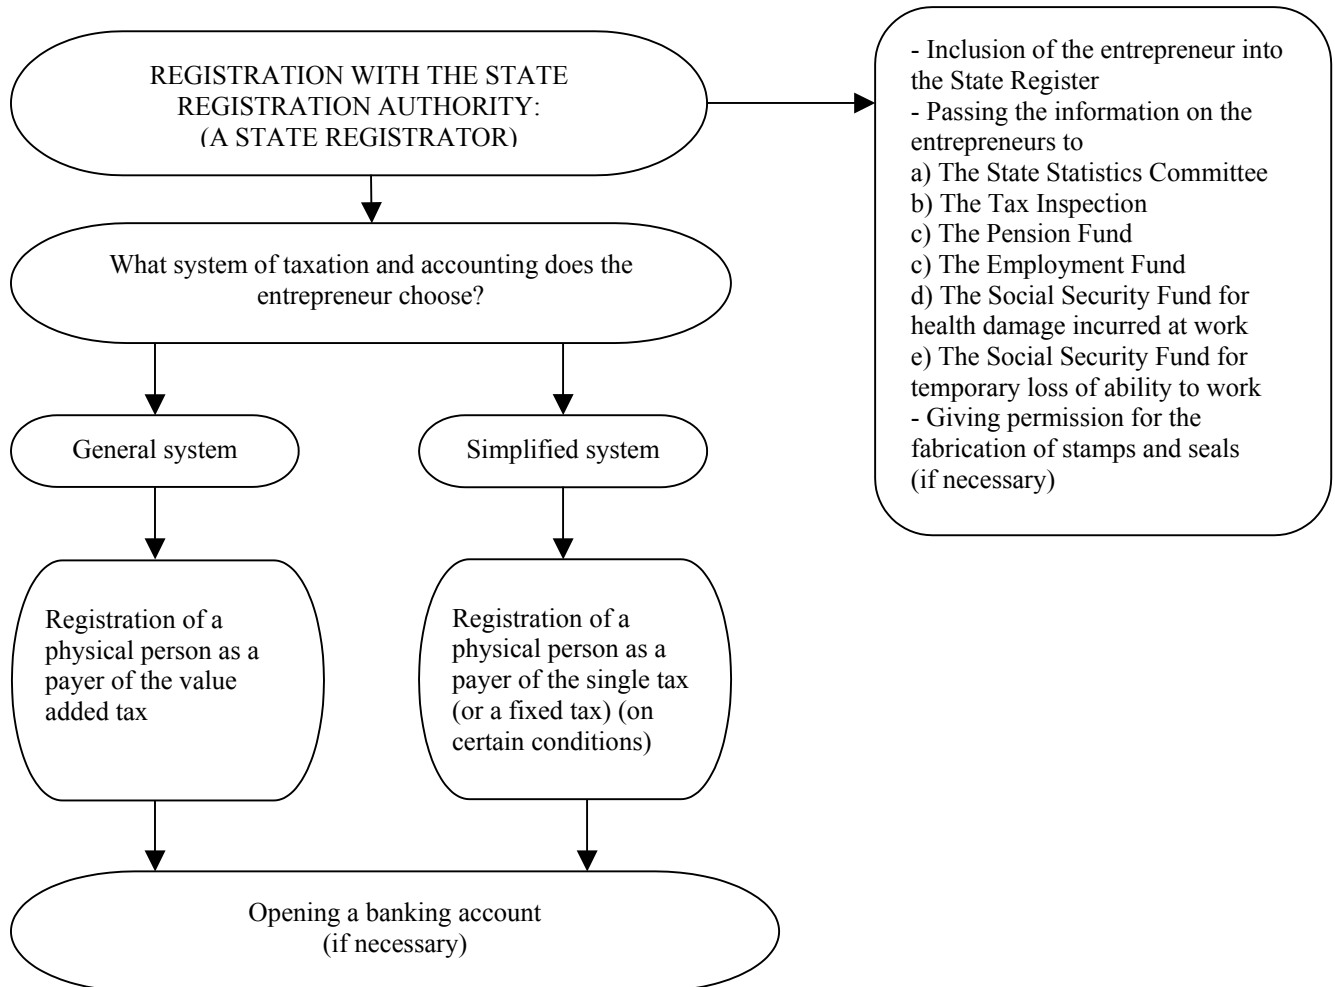 REGISTRATION WITH THE STATE
REGISTRATION AUTHORITY:
(A STATE REGISTRATOR)
What system of taxation and accounting does the
entrepreneur choose?
General system
Simplified system
Registration of a
physical person as a
payer of the value
added tax
Registration of a
physical person as a
payer of the single tax
(or a fixed tax) (on
certain conditions)
Opening a banking account
(if necessary)
- Inclusion of the entrepreneur into
the State Register
- Passing the information on the
entrepreneurs to
a) The State Statistics Committee
b) The Tax Inspection
c) The Pension Fund
c) The Employment Fund
d) The Social Security Fund for
health damage incurred at work
e) The Social Security Fund for
temporary loss of ability to work
- Giving permission for the
fabrication of stamps and seals
(if necessary)